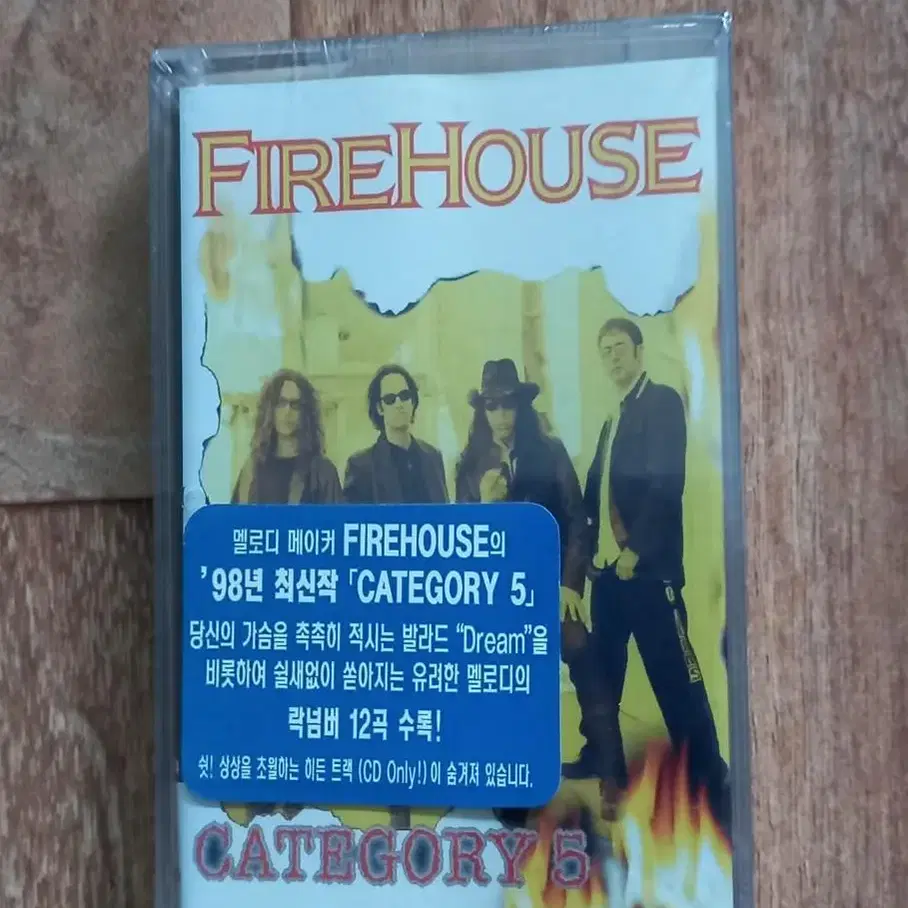 FIREHOUSE
멜로디 메이커 FIREHOUSE의
'98년 최신작 「CATEGORY 5」
당신의 가슴을 촉촉히 적시는 발라드 “Dream”을
비롯하여 쉴새없이 쏟아지는 유려한 멜로디의
락넘버 12곡 수록!
쉿! 상상을 초월하는 히든 트랙 (CD Only!)이 숨겨져 있습니다.
CATEGORY 5